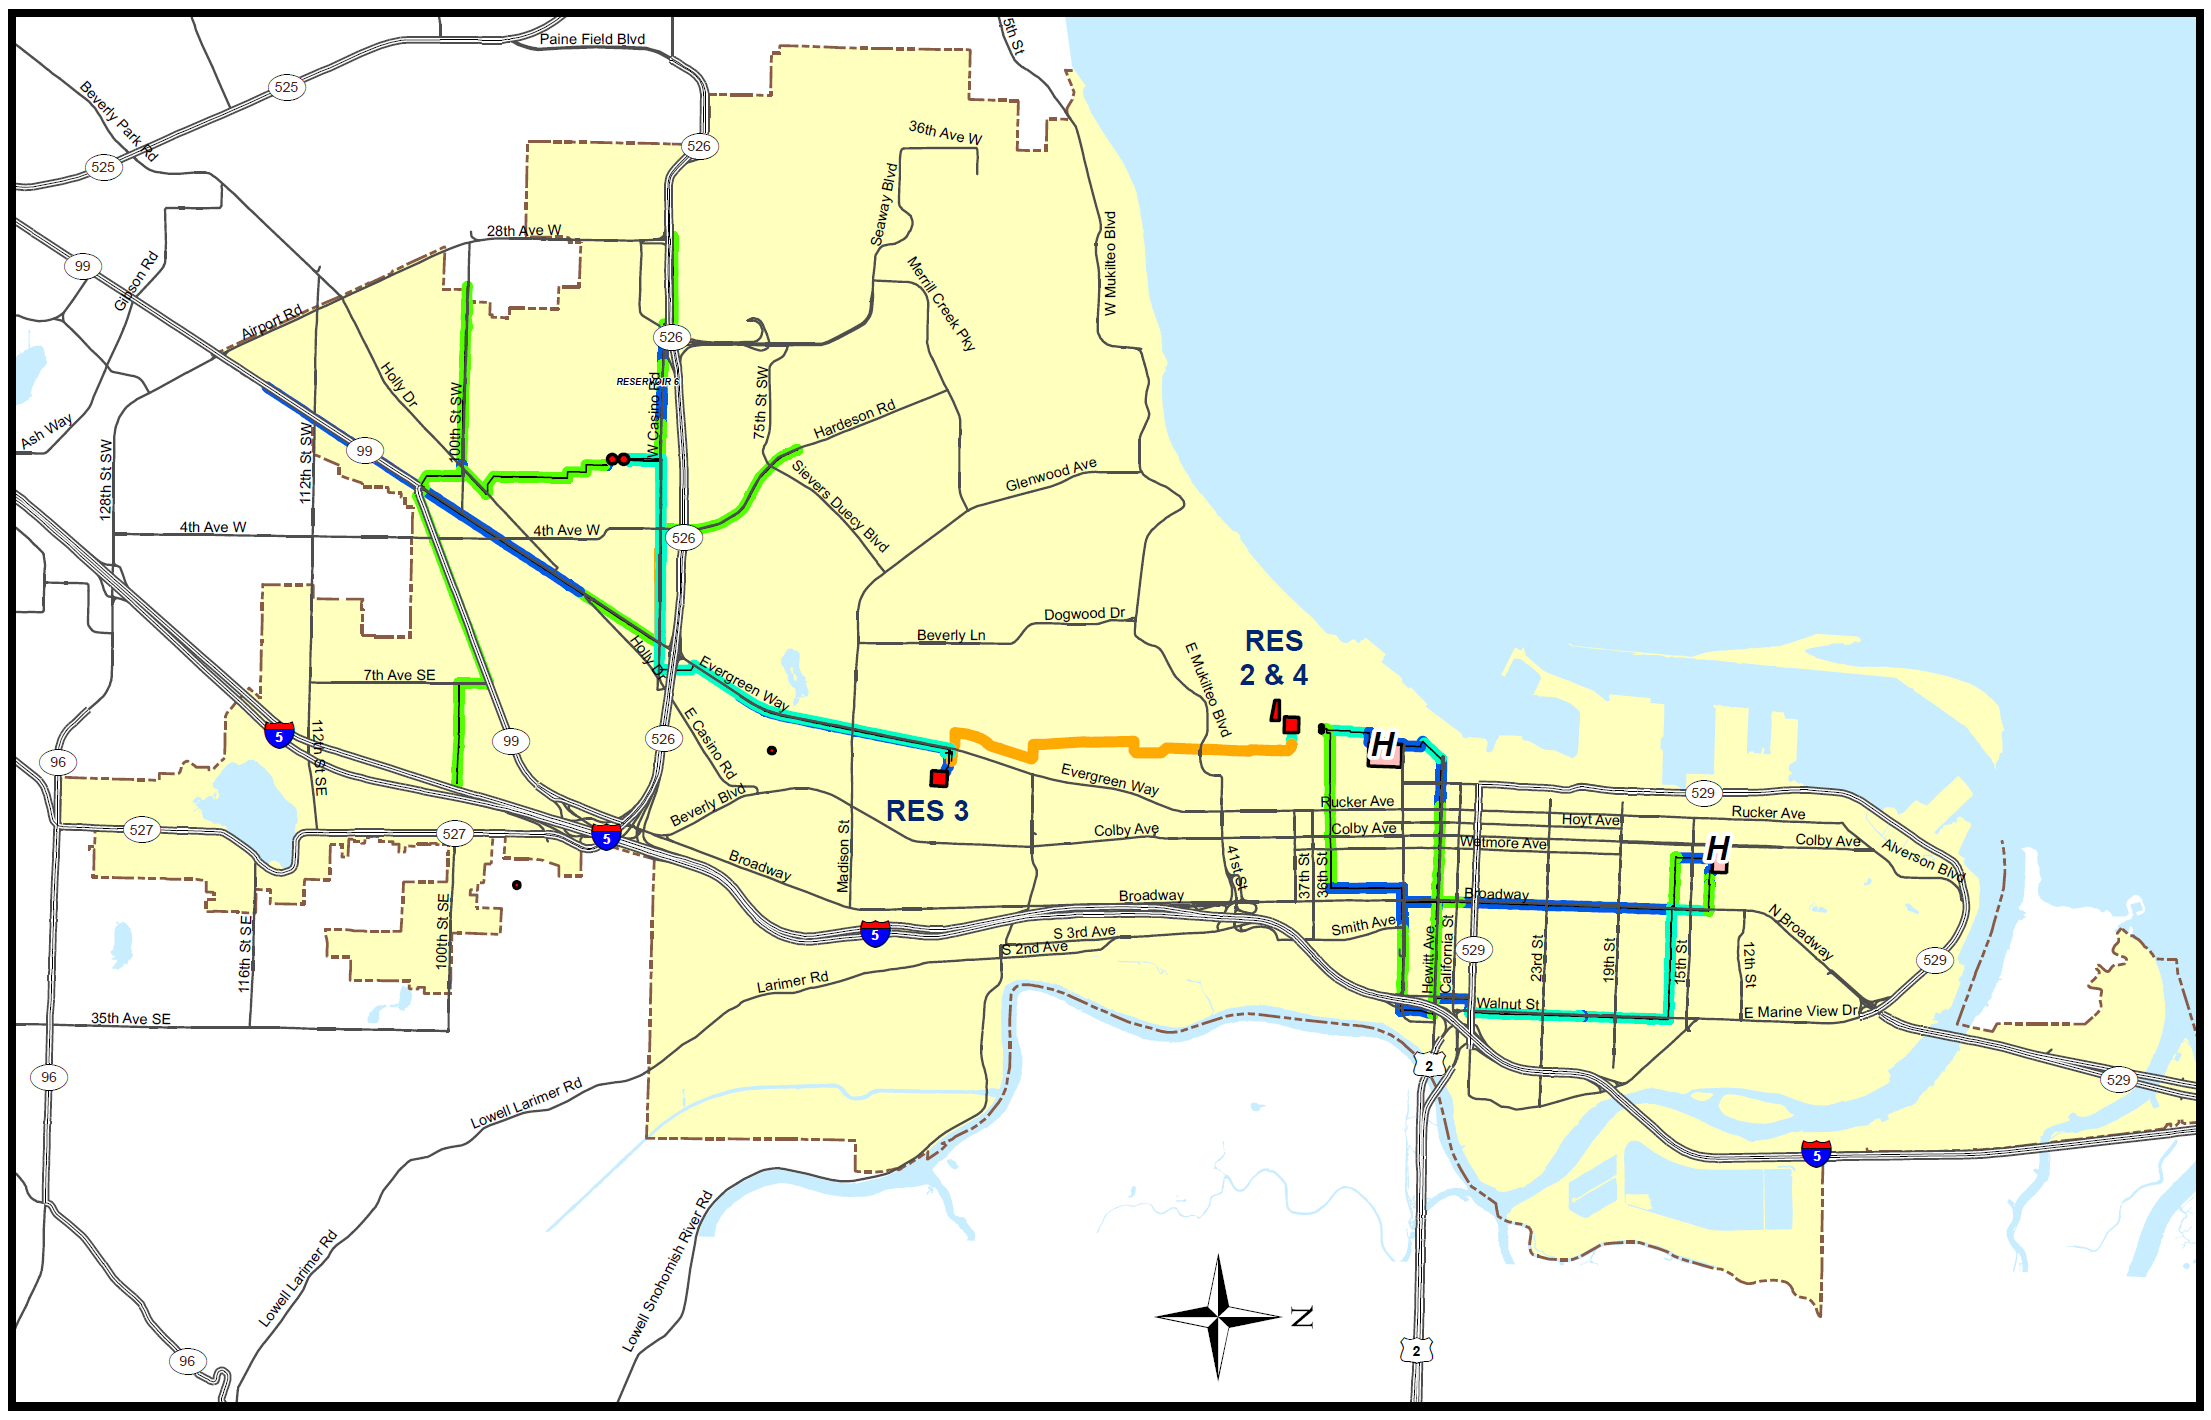 Paine Field Blvd
5th St
525
Beverly Park Rd
525
526
36th Ave W
Seaway Blvd
28th Ave W
W Mukilteo Blvd
99
Gibson Rd
Airport Rd
Merrill Creek Pky
526
RESERVOIR 6
Holly Dr
100th St SW
W Casino Rd
75th St SW
Hardeson Rd
Ash Way
128th St SW
112th St SW
99
Sievers Duecy Blvd
Glenwood Ave
4th Ave W
4th Ave W
526
Dogwood Dr
Beverly Ln
RES
2 & 4
Holly Dr
Evergreen Way
E Mukilteo Blvd
7th Ave SE
5
112th St SE
99
526
E Casino Rd
H
96
Evergreen Way
529
RES 3
Beverly Blvd
Rucker Ave
Rucker Ave
Hoyt Ave
527
527
5
Colby Ave
Colby Ave
Wetmore Ave
Colby Ave
H
Alverson Blvd
Madison St
Broadway
41st St
37th St
36th St
Broadway
Broadway
N Broadway
116th St SE
100th St SE
5
S 3rd Ave
S 2nd Ave
Smith Ave
Hewitt Ave
California St
529
23rd St
19th St
15th St
12th St
529
Larimer Rd
Walnut St
E Marine View Dr
35th Ave SE
96
2
529
Lowell Larimer Rd
5
Lowell Larimer Rd
Lowell Snohomish River Rd
N
96
2